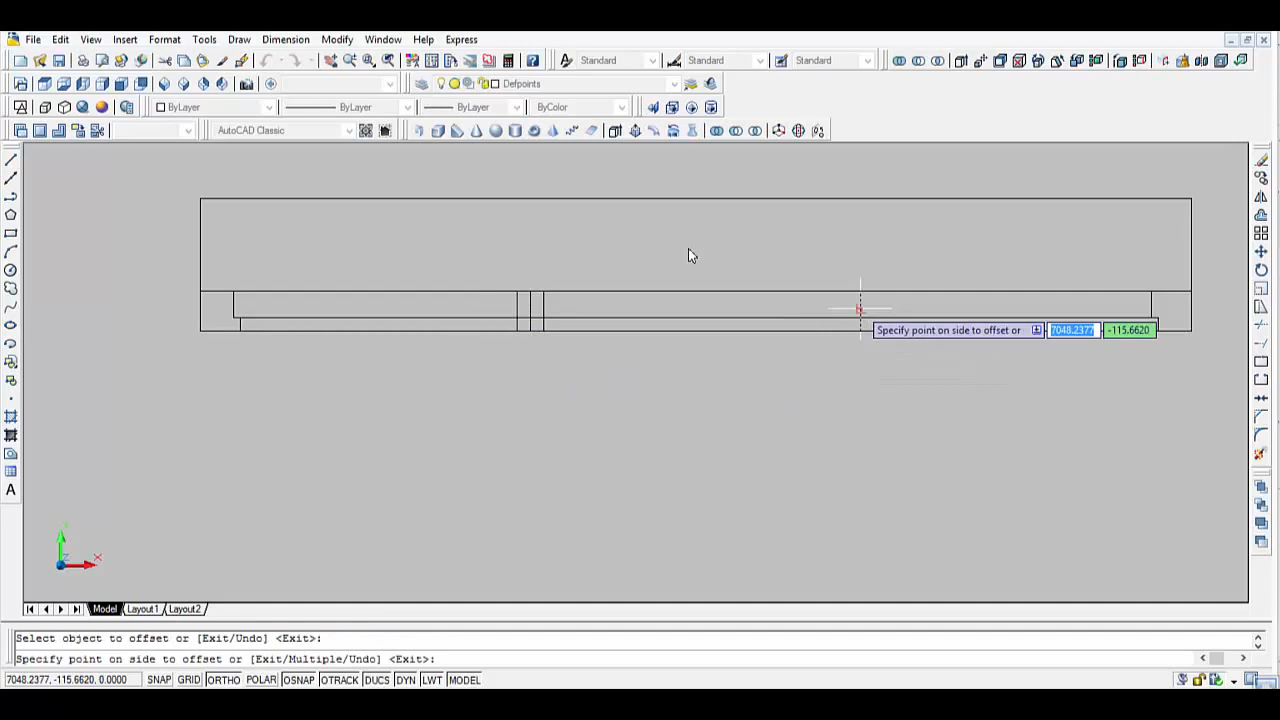 File Edit View Insert Format Tools Draw Dimension Modify Window Help Express
Standard Standard Standard
Defpoints
ByLayer ByLayer ByLayer ByColor
AutoCAD Classic
Specify point on side to offset or 7048.2377 -115.6620
Y
Z X
A
Model Layout1 Layout2
Select object to offset or [Exit/Undo] <Exit>:
Specify point on side to offset or [Exit/Multiple/Undo] <Exit>:
7048.2377, -115.6620, 0.0000 SNAP GRID ORTHO POLAR OSNAP OTRACK DUCS DYN LWT MODEL